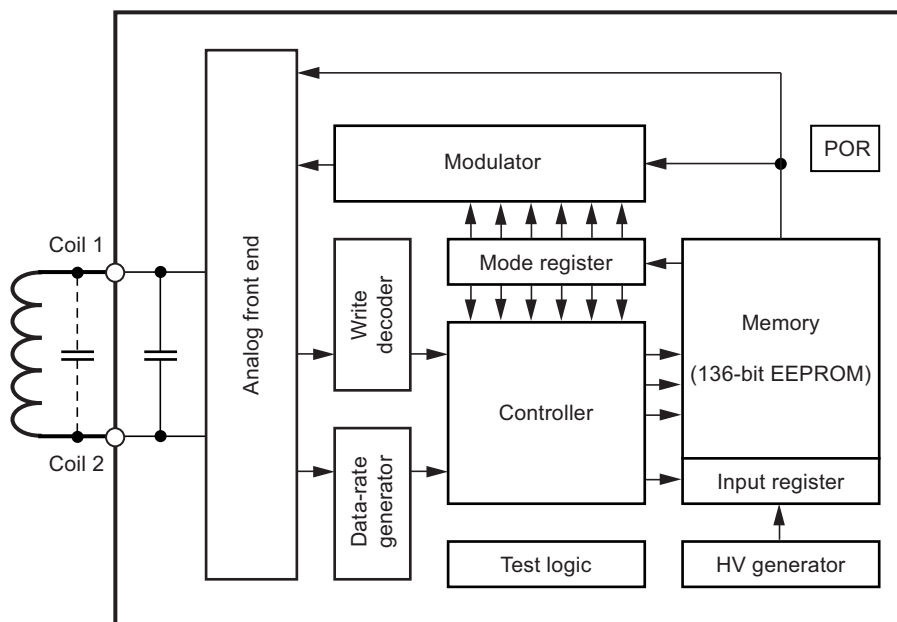 POR
Modulator
Coil 1
Mode register
Analog front end
Write
decoder
Memory
(136-bit EEPROM)
Controller
Coil 2
Data-rate
generator
Input register
Test logic
HV generator